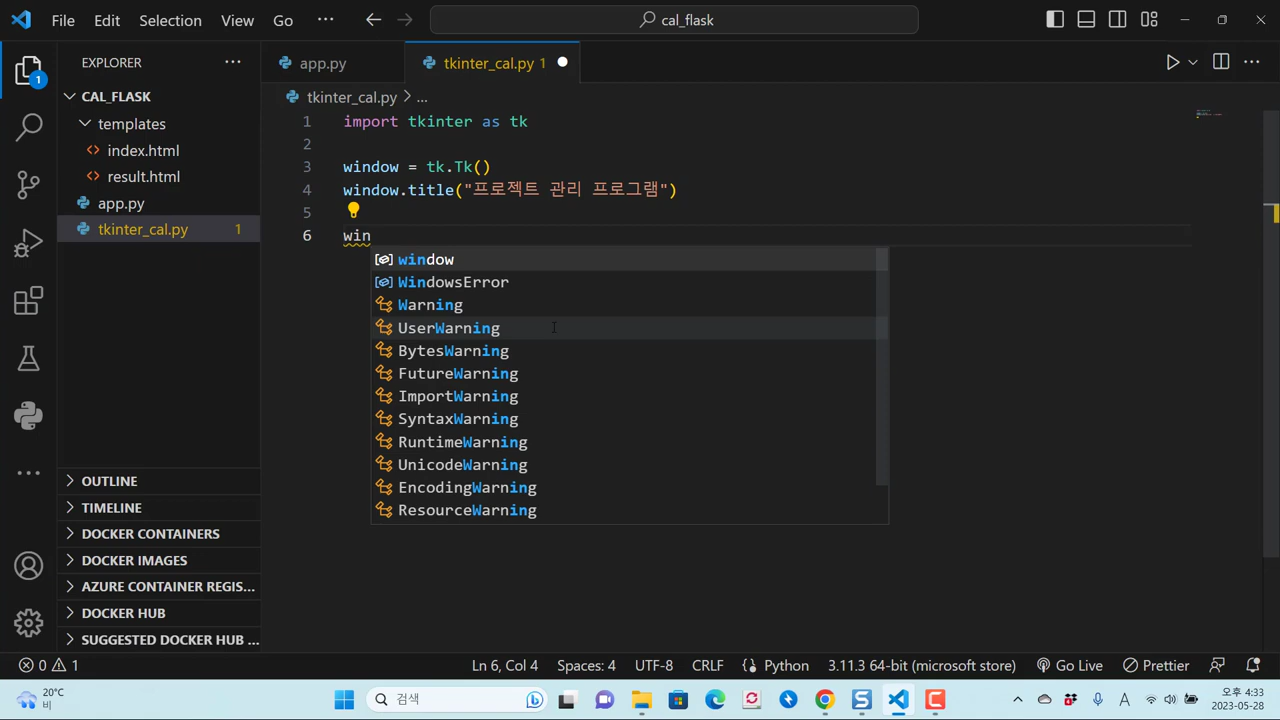 File Edit Selection View Go ··· cal_flask
EXPLORER ···
1
CAL_FLASK
templates
index.html
result.html
app.py
tkinter_cal.py 1
OUTLINE
TIMELINE
DOCKER CONTAINERS
DOCKER IMAGES
AZURE CONTAINER REGIS...
DOCKER HUB
SUGGESTED DOCKER HUB ...
app.py tkinter_cal.py 1
tkinter_cal.py > ...
1 import tkinter as tk
2
3 window = tk.Tk()
4 window.title("프로젝트 관리 프로그램")
5
6 win
window
WindowsError
Warning
UserWarning
BytesWarning
FutureWarning
ImportWarning
SyntaxWarning
RuntimeWarning
UnicodeWarning
EncodingWarning
ResourceWarning
0 1 Ln 6, Col 4 Spaces: 4 UTF-8 CRLF Python 3.11.3 64-bit (microsoft store) Go Live Prettier
20°C
비
검색
A
오후 4:33
2023-05-28